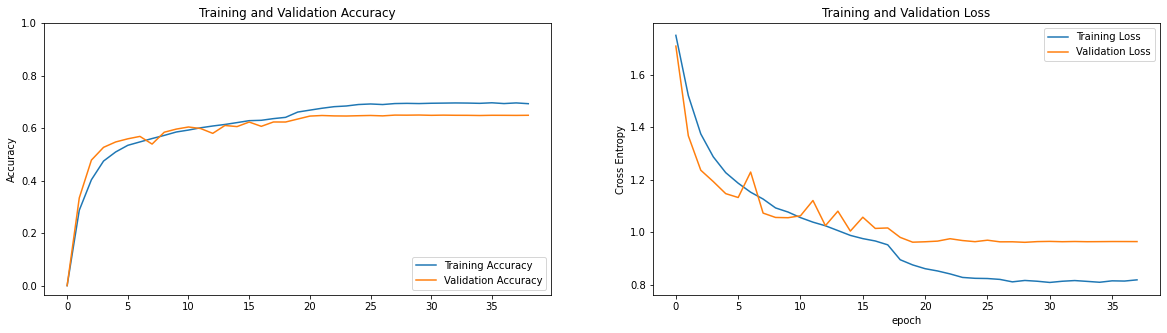 Training and Validation Accuracy
1.0
0.8
0.6
0.4
0.2
0.0
Accuracy
0 5 10 15 20 25 30 35
Training Accuracy
Validation Accuracy
Training and Validation Loss
1.6
1.4
1.2
1.0
0.8
Cross Entropy
0 5 10 15 20 25 30 35
epoch
Training Loss
Validation Loss